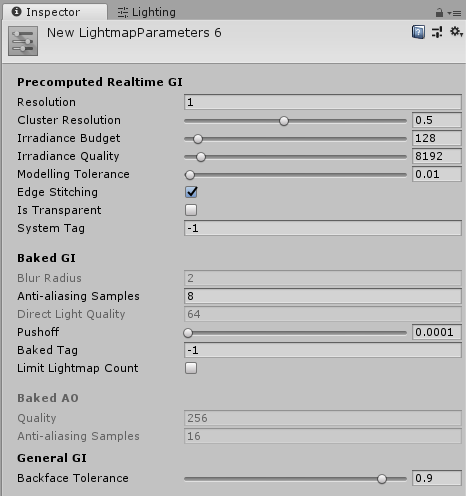 Inspector Lighting
New LightmapParameters 6
Precomputed Realtime GI
Resolution 1
Cluster Resolution 0.5
Irradiance Budget 128
Irradiance Quality 8192
Modelling Tolerance 0.01
Edge Stitching
Is Transparent
System Tag -1
Baked GI
Blur Radius 2
Anti-aliasing Samples 8
Direct Light Quality 64
Pushoff 0.0001
Baked Tag -1
Limit Lightmap Count
Baked AO
Quality 256
Anti-aliasing Samples 16
General GI
Backface Tolerance 0.9